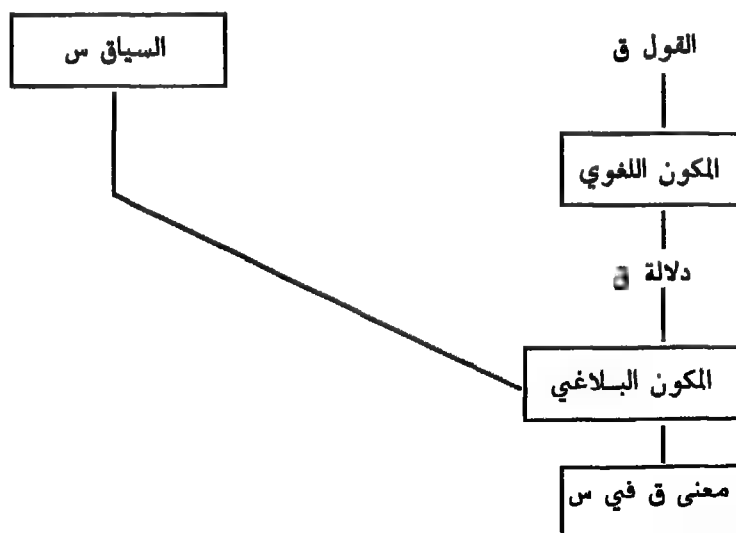 السياق س
القول ق
المكون اللغوي
دلالة ق
المكون البلاغي
معنى ق في س